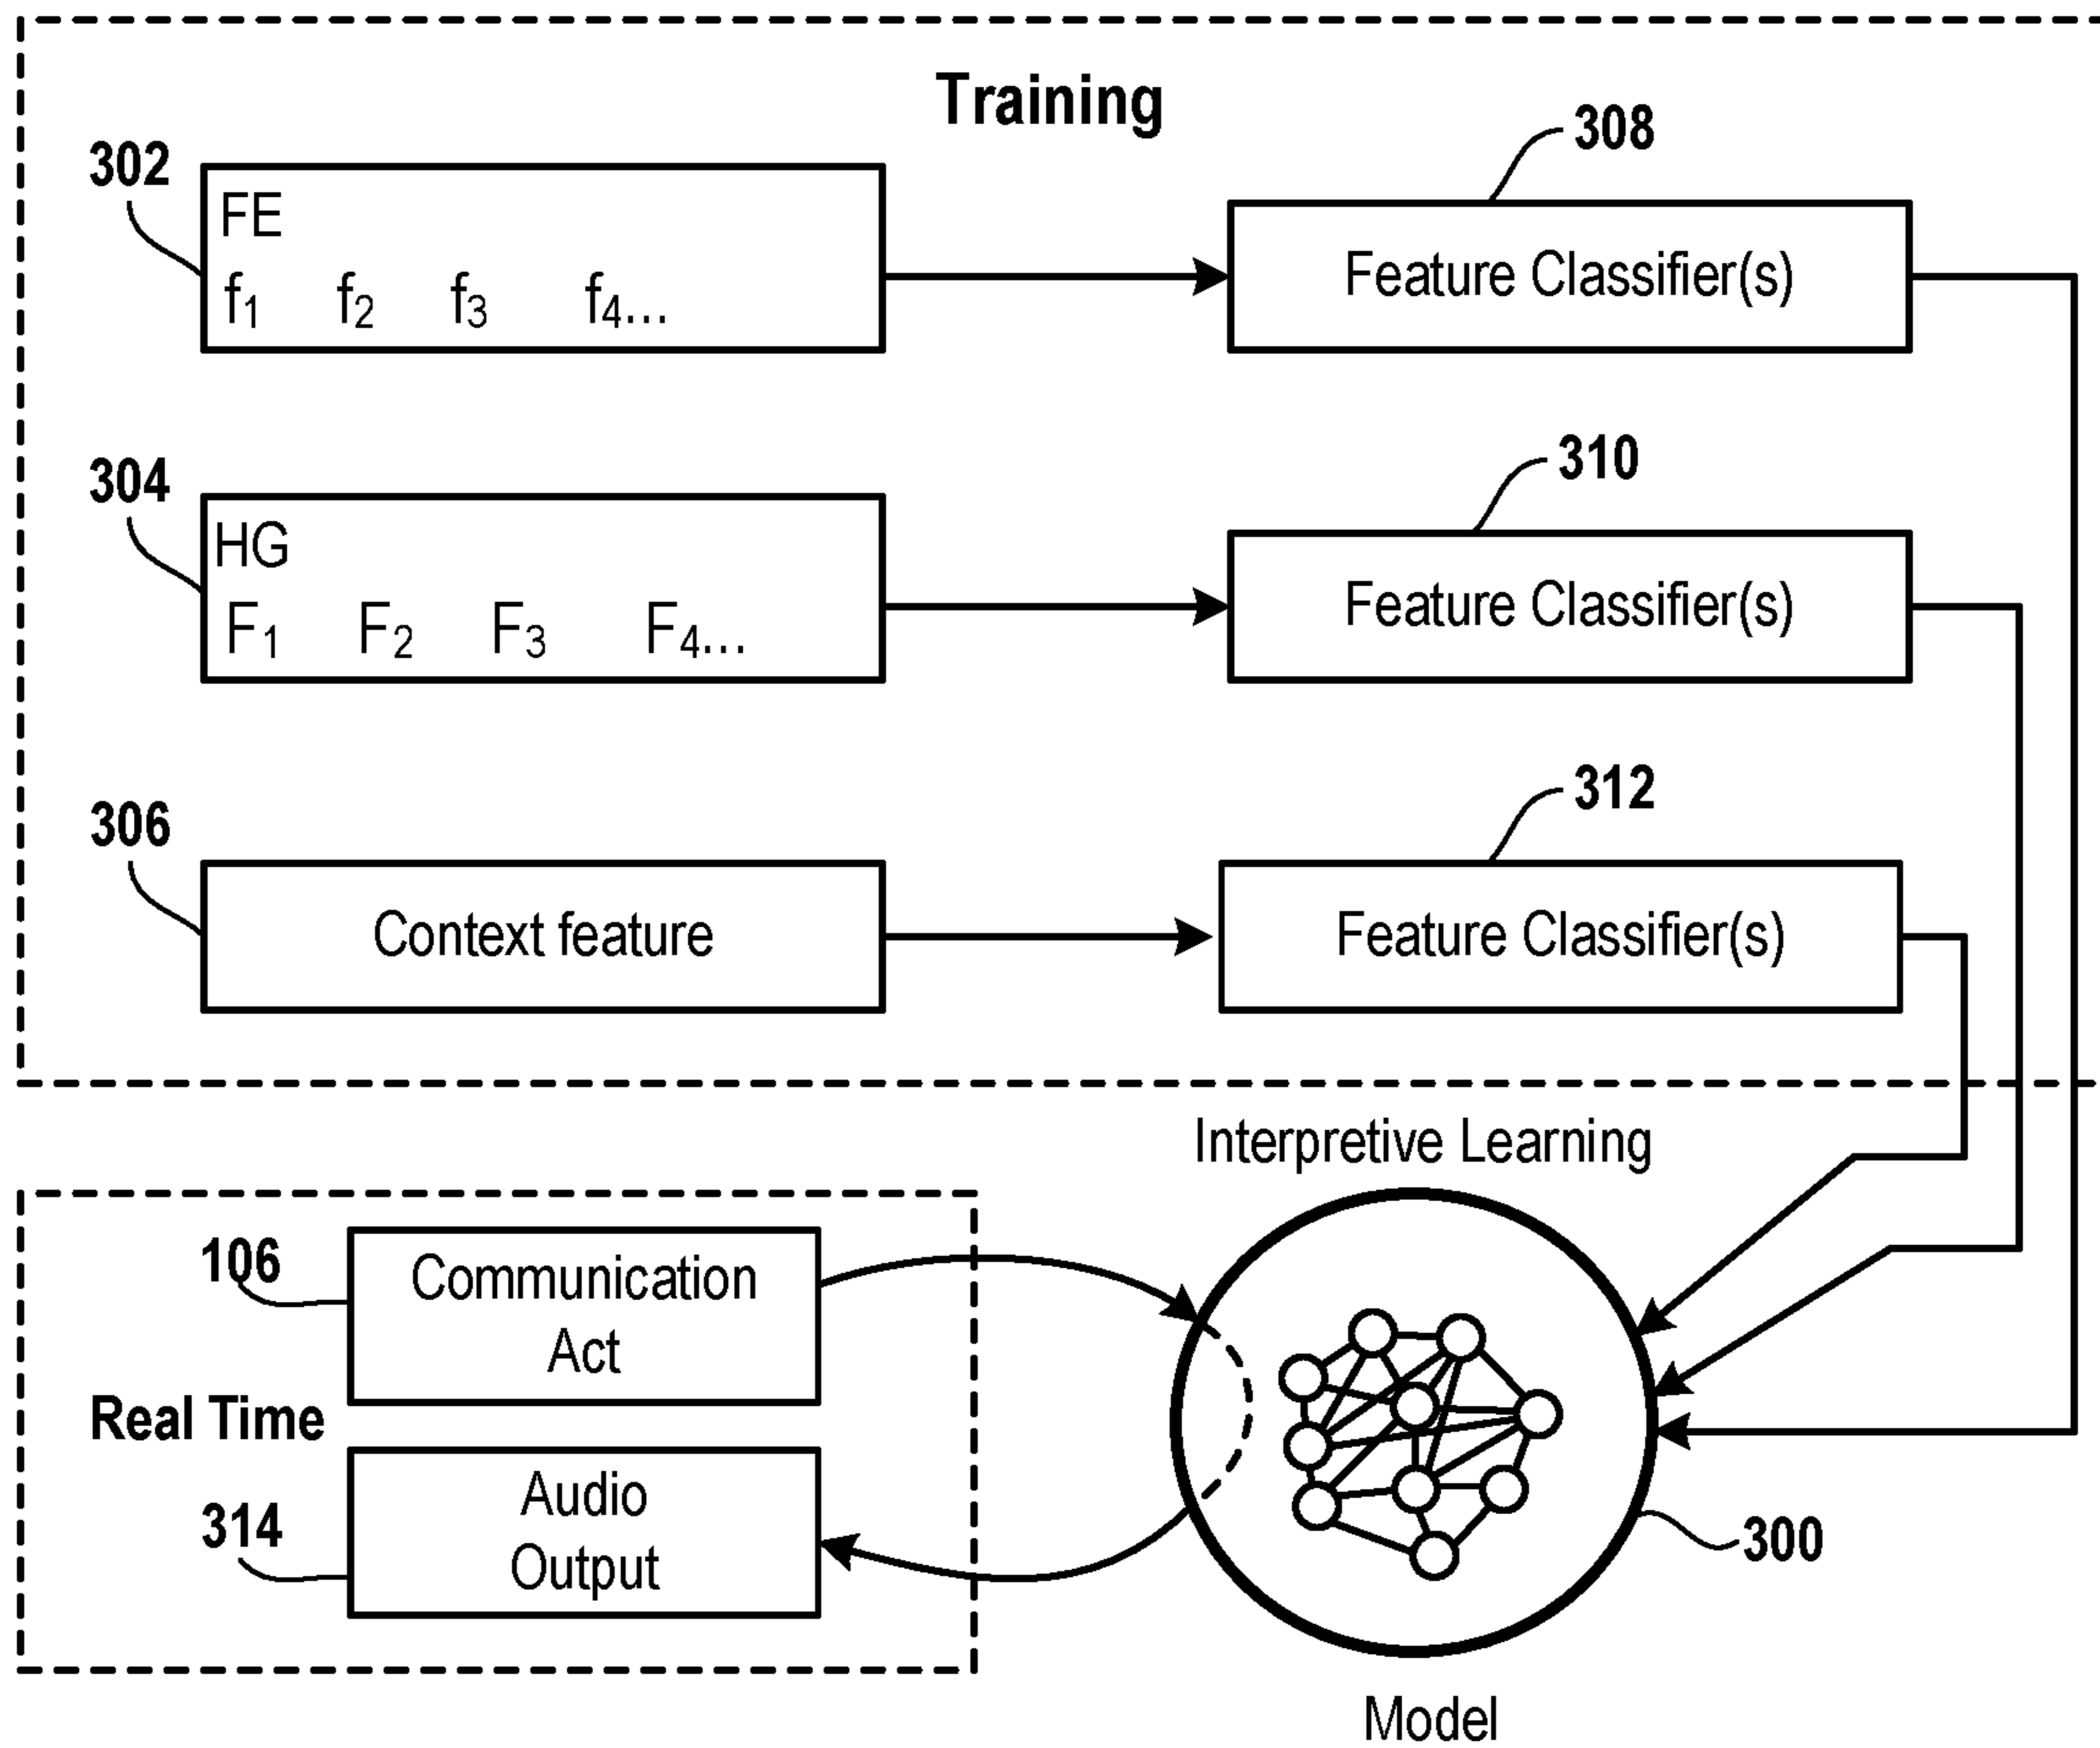 Training
308
302
FE
f1 f2 f3 f4...
Feature Classifier(s)
310
304
HG
F1 F2 F3 F4...
Feature Classifier(s)
312
306
Context feature
Feature Classifier(s)
Interpretive Learning
106
Communication
Act
Real Time
Audio
Output
314
300
Model